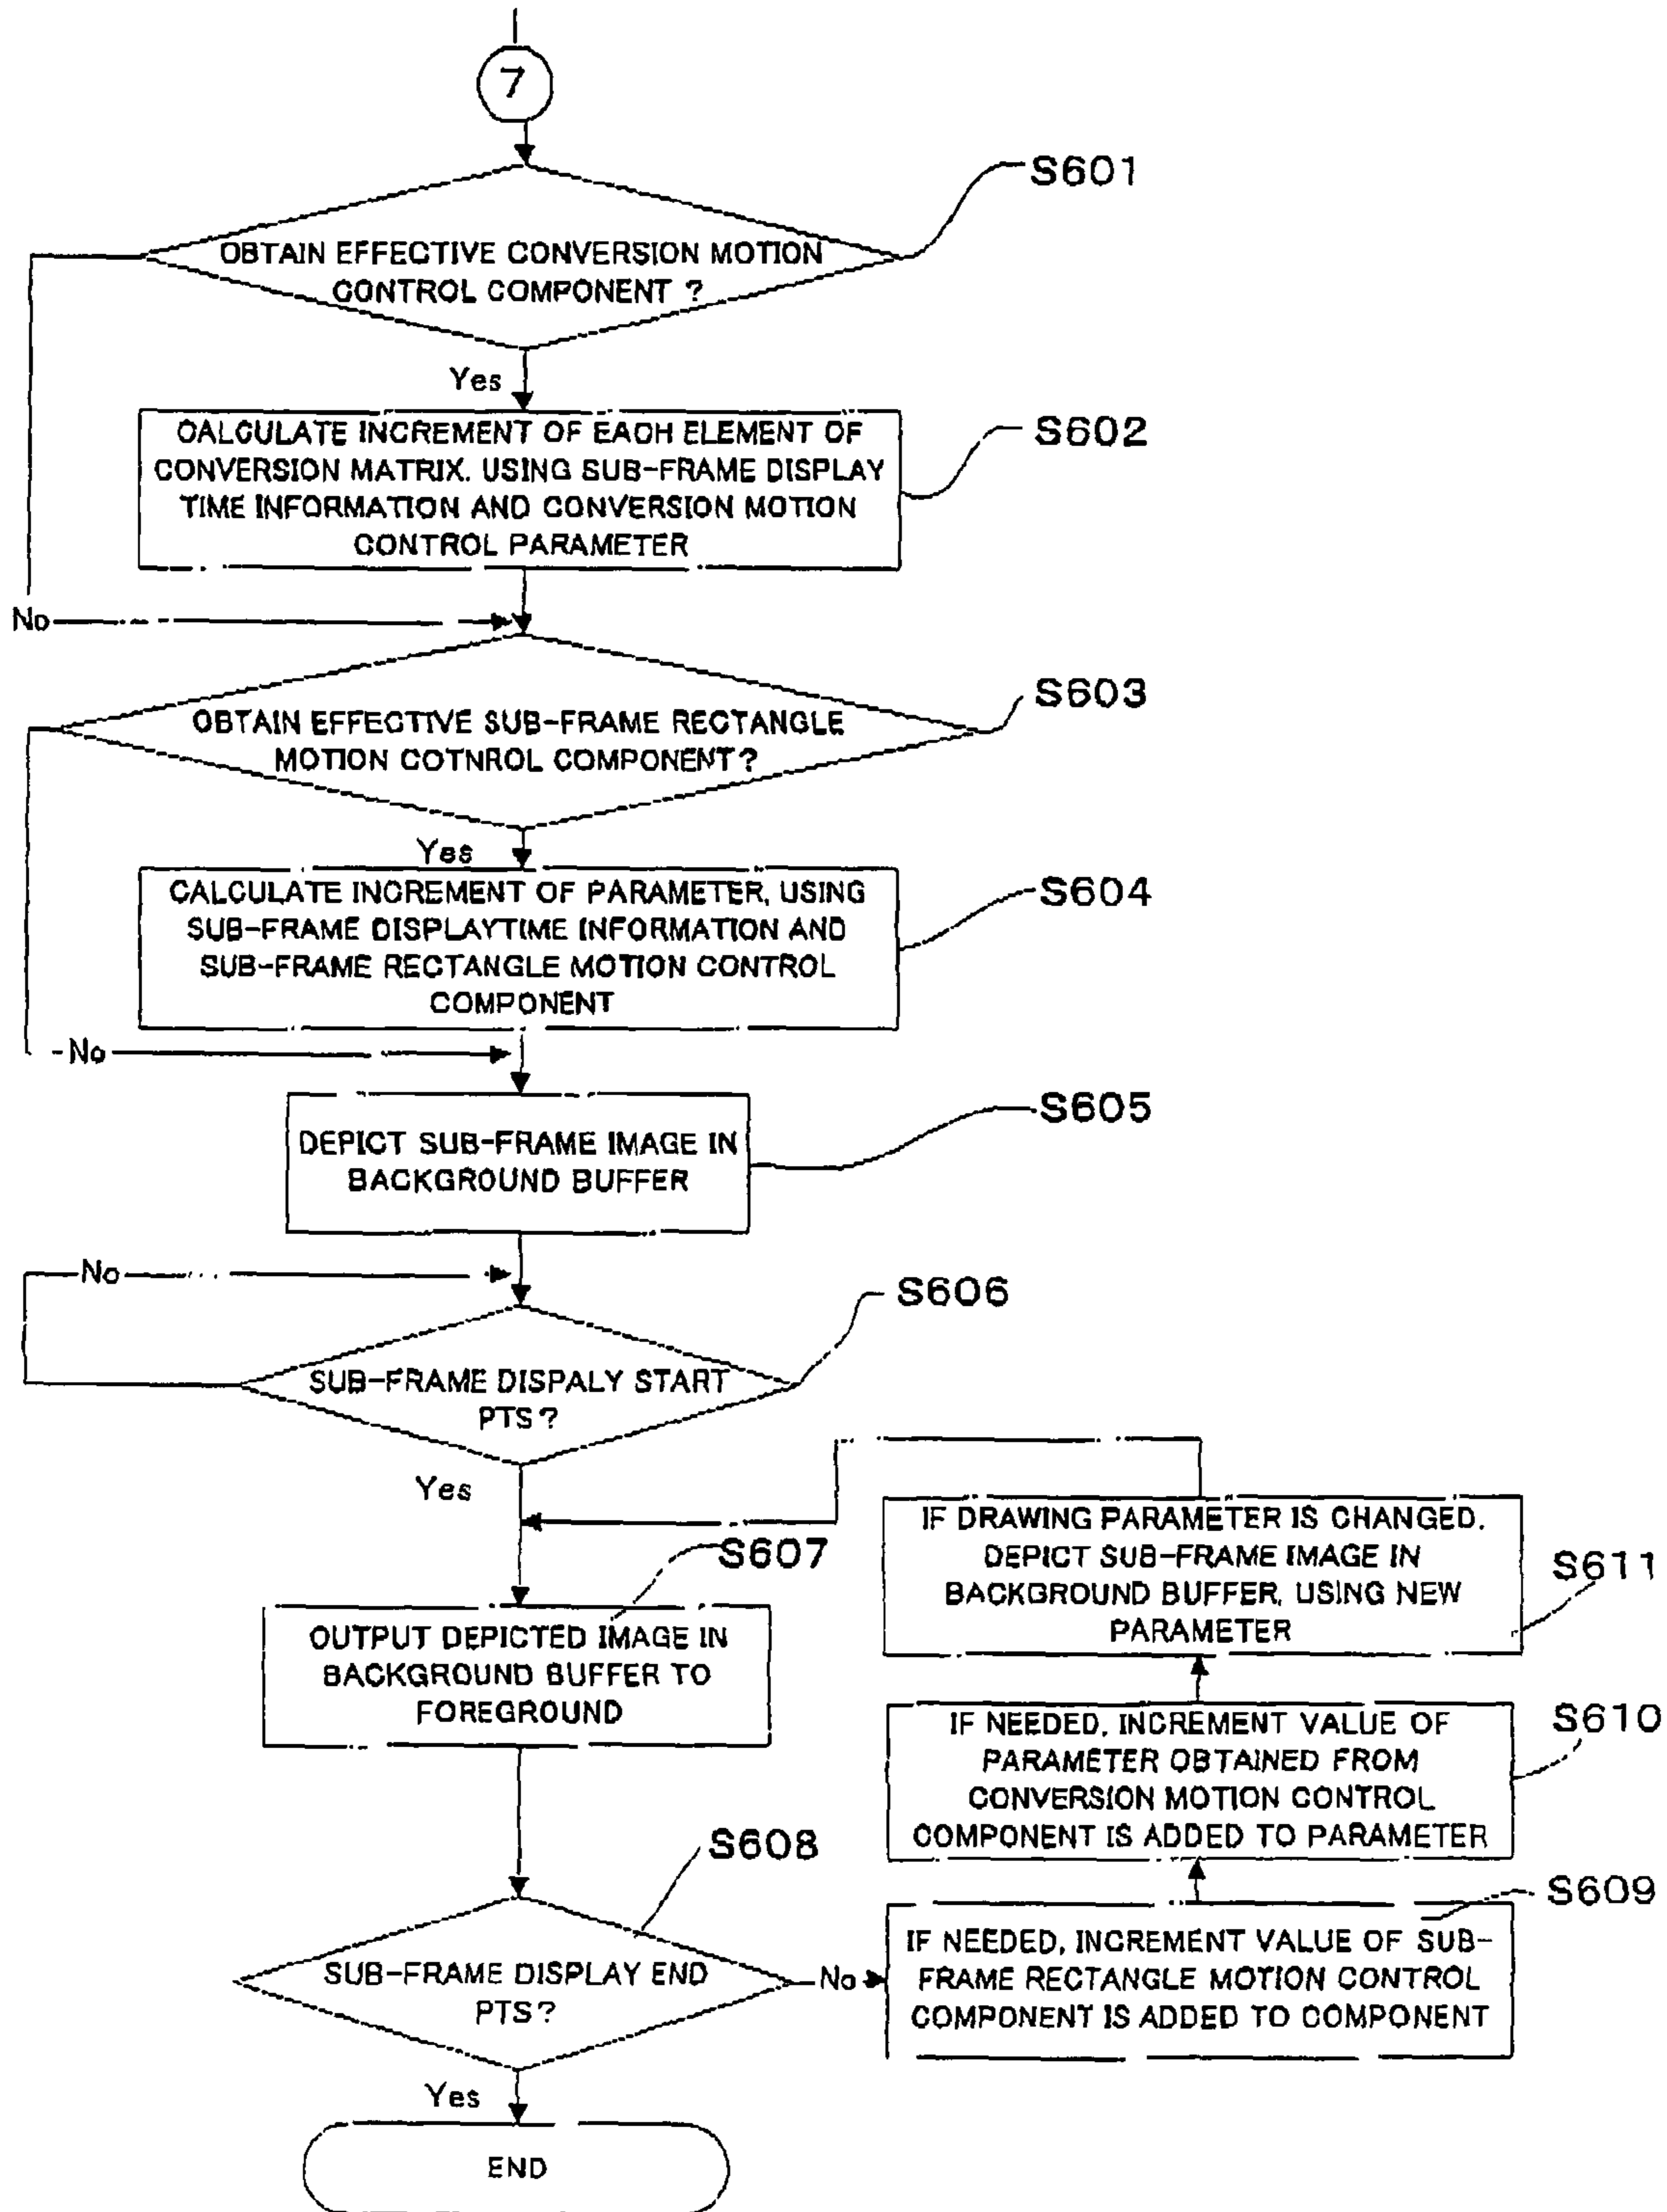 7
S601
OBTAIN EFFECTIVE CONVERSION MOTION
CONTROL COMPONENT ?
Yes
CALCULATE INCREMENT OF EACH ELEMENT OF
CONVERSION MATRIX. USING SUB-FRAME DISPLAY
TIME INFORMATION AND CONVERSION MOTION
CONTROL PARAMETER
S602
No
S603
OBTAIN EFFECTIVE SUB-FRAME RECTANGLE
MOTION COTNROL COMPONENT?
Yes
CALCULATE INCREMENT OF PARAMETER, USING
SUB-FRAME DISPLAYTIME INFORMATION AND
SUB-FRAME RECTANGLE MOTION CONTROL
COMPONENT
S604
No
S605
DEPICT SUB-FRAME IMAGE IN
BACKGROUND BUFFER
No
S606
SUB-FRAME DISPALY START
PTS?
Yes
S607
OUTPUT DEPICTED IMAGE IN
BACKGROUND BUFFER TO
FOREGROUND
S608
SUB-FRAME DISPLAY END
PTS?
No
Yes
END
IF DRAWING PARAMETER IS CHANGED.
DEPICT SUB-FRAME IMAGE IN
BACKGROUND BUFFER, USING NEW
PARAMETER
S611
IF NEEDED, INCREMENT VALUE OF
PARAMETER OBTAINED FROM
CONVERSION MOTION CONTROL
COMPONENT IS ADDED TO PARAMETER
S610
S609
IF NEEDED, INCREMENT VALUE OF SUB-
FRAME RECTANGLE MOTION CONTROL
COMPONENT IS ADDED TO COMPONENT